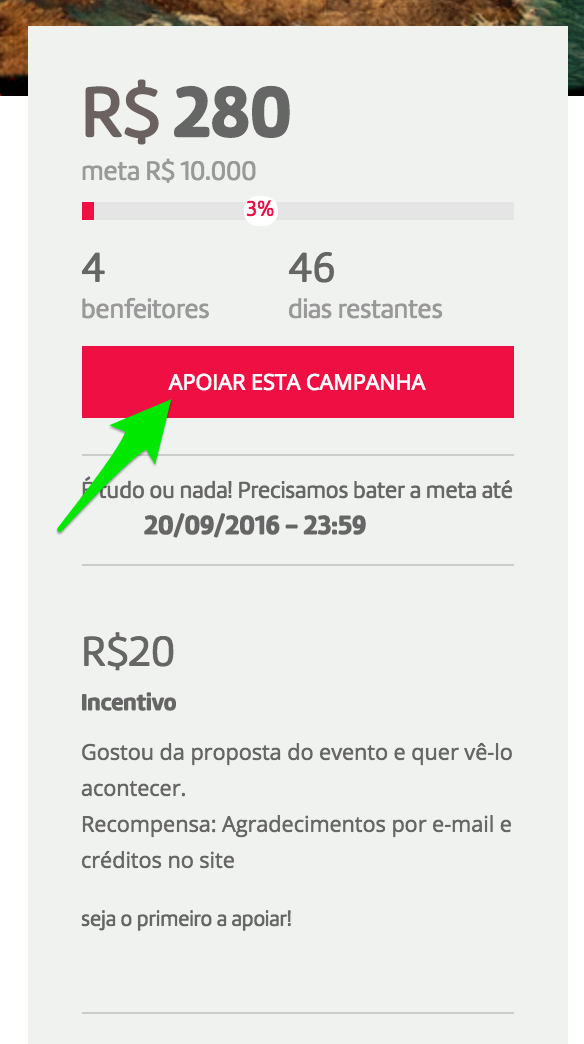 R$ 280
meta R$ 10.000
3%
4
benfeitores
46
dias restantes
APOIAR ESTA CAMPANHA
É tudo ou nada! Precisamos bater a meta até
20/09/2016 – 23:59
R$20
Incentivo
Gostou da proposta do evento e quer vê-lo
acontecer.
Recompensa: Agradecimentos por e-mail e
créditos no site
seja o primeiro a apoiar!